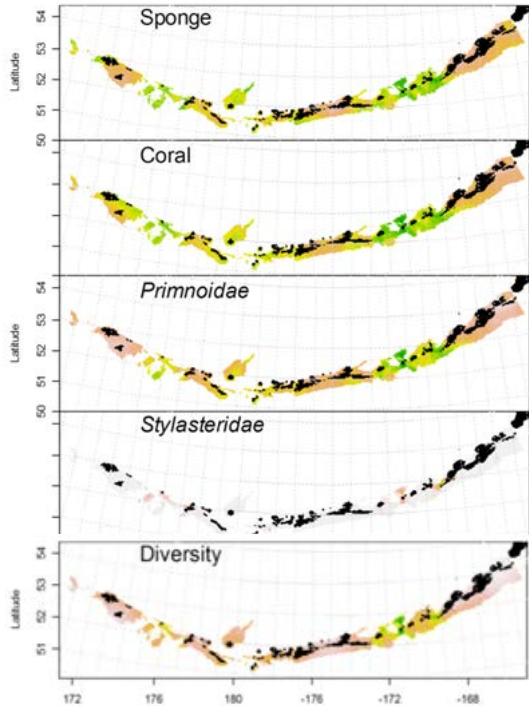 Sponge
54
53
52
51
50
Latitude
Coral
Primnoidae
54
53
52
51
50
Latitude
Stylasteridae
Diversity
54
53
52
51
Latitude
172 176 180 -176 -172 -168